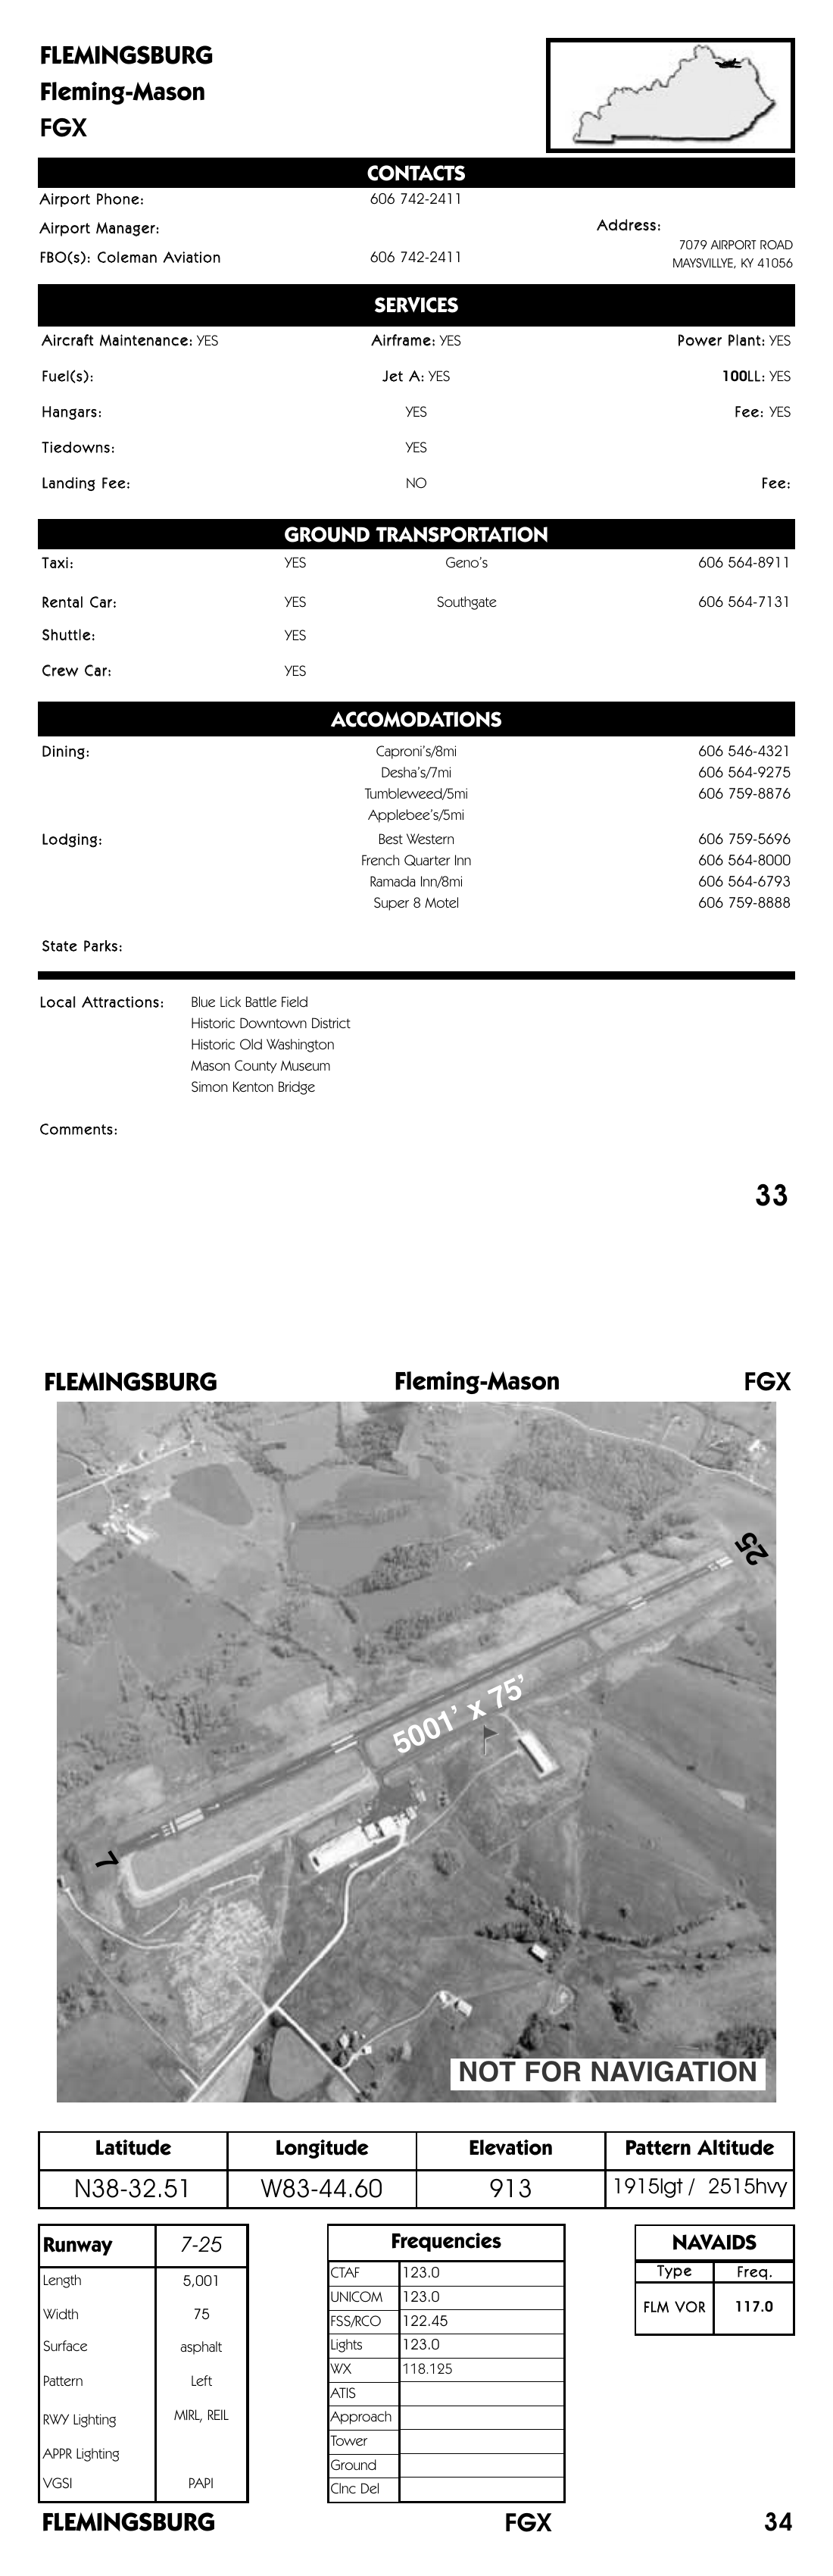 FLEMINGSBURG
Fleming-Mason
FGX
CONTACTS
Airport Phone: 606 742-2411
Airport Manager:
Address:
7079 AIRPORT ROAD
FBO(s): Coleman Aviation 606 742-2411
MAYSVILLYE, KY 41056
SERVICES
Aircraft Maintenance: YES Airframe: YES Power Plant: YES
Fuel(s): Jet A: YES 100LL: YES
Hangars: YES Fee: YES
Tiedowns: YES
Landing Fee: NO Fee:
GROUND TRANSPORTATION
Taxi: YES Geno's 606 564-8911
Rental Car: YES Southgate 606 564-7131
Shuttle: YES
Crew Car: YES
ACCOMODATIONS
Dining: Caproni's/8mi 606 546-4321
Desha's/7mi 606 564-9275
Tumbleweed/5mi 606 759-8876
Applebee's/5mi
Lodging: Best Western 606 759-5696
French Quarter Inn 606 564-8000
Ramada Inn/8mi 606 564-6793
Super 8 Motel 606 759-8888
State Parks:
Local Attractions: Blue Lick Battle Field
Historic Downtown District
Historic Old Washington
Mason County Museum
Simon Kenton Bridge
Comments:
33
FLEMINGSBURG Fleming-Mason FGX
25
5001' x 75'
7
NOT FOR NAVIGATION
Latitude Longitude Elevation Pattern Altitude
N38-32.51 W83-44.60 913 1915lgt / 2515hvy
Runway 7-25
Length 5,001
Width 75
Surface asphalt
Pattern Left
RWY Lighting MIRL, REIL
APPR Lighting
VGSI PAPI
Frequencies
CTAF 123.0
UNICOM 123.0
FSS/RCO 122.45
Lights 123.0
WX 118.125
ATIS
Approach
Tower
Ground
Clnc Del
NAVAIDS
Type Freq.
FLM VOR 117.0
FLEMINGSBURG FGX 34